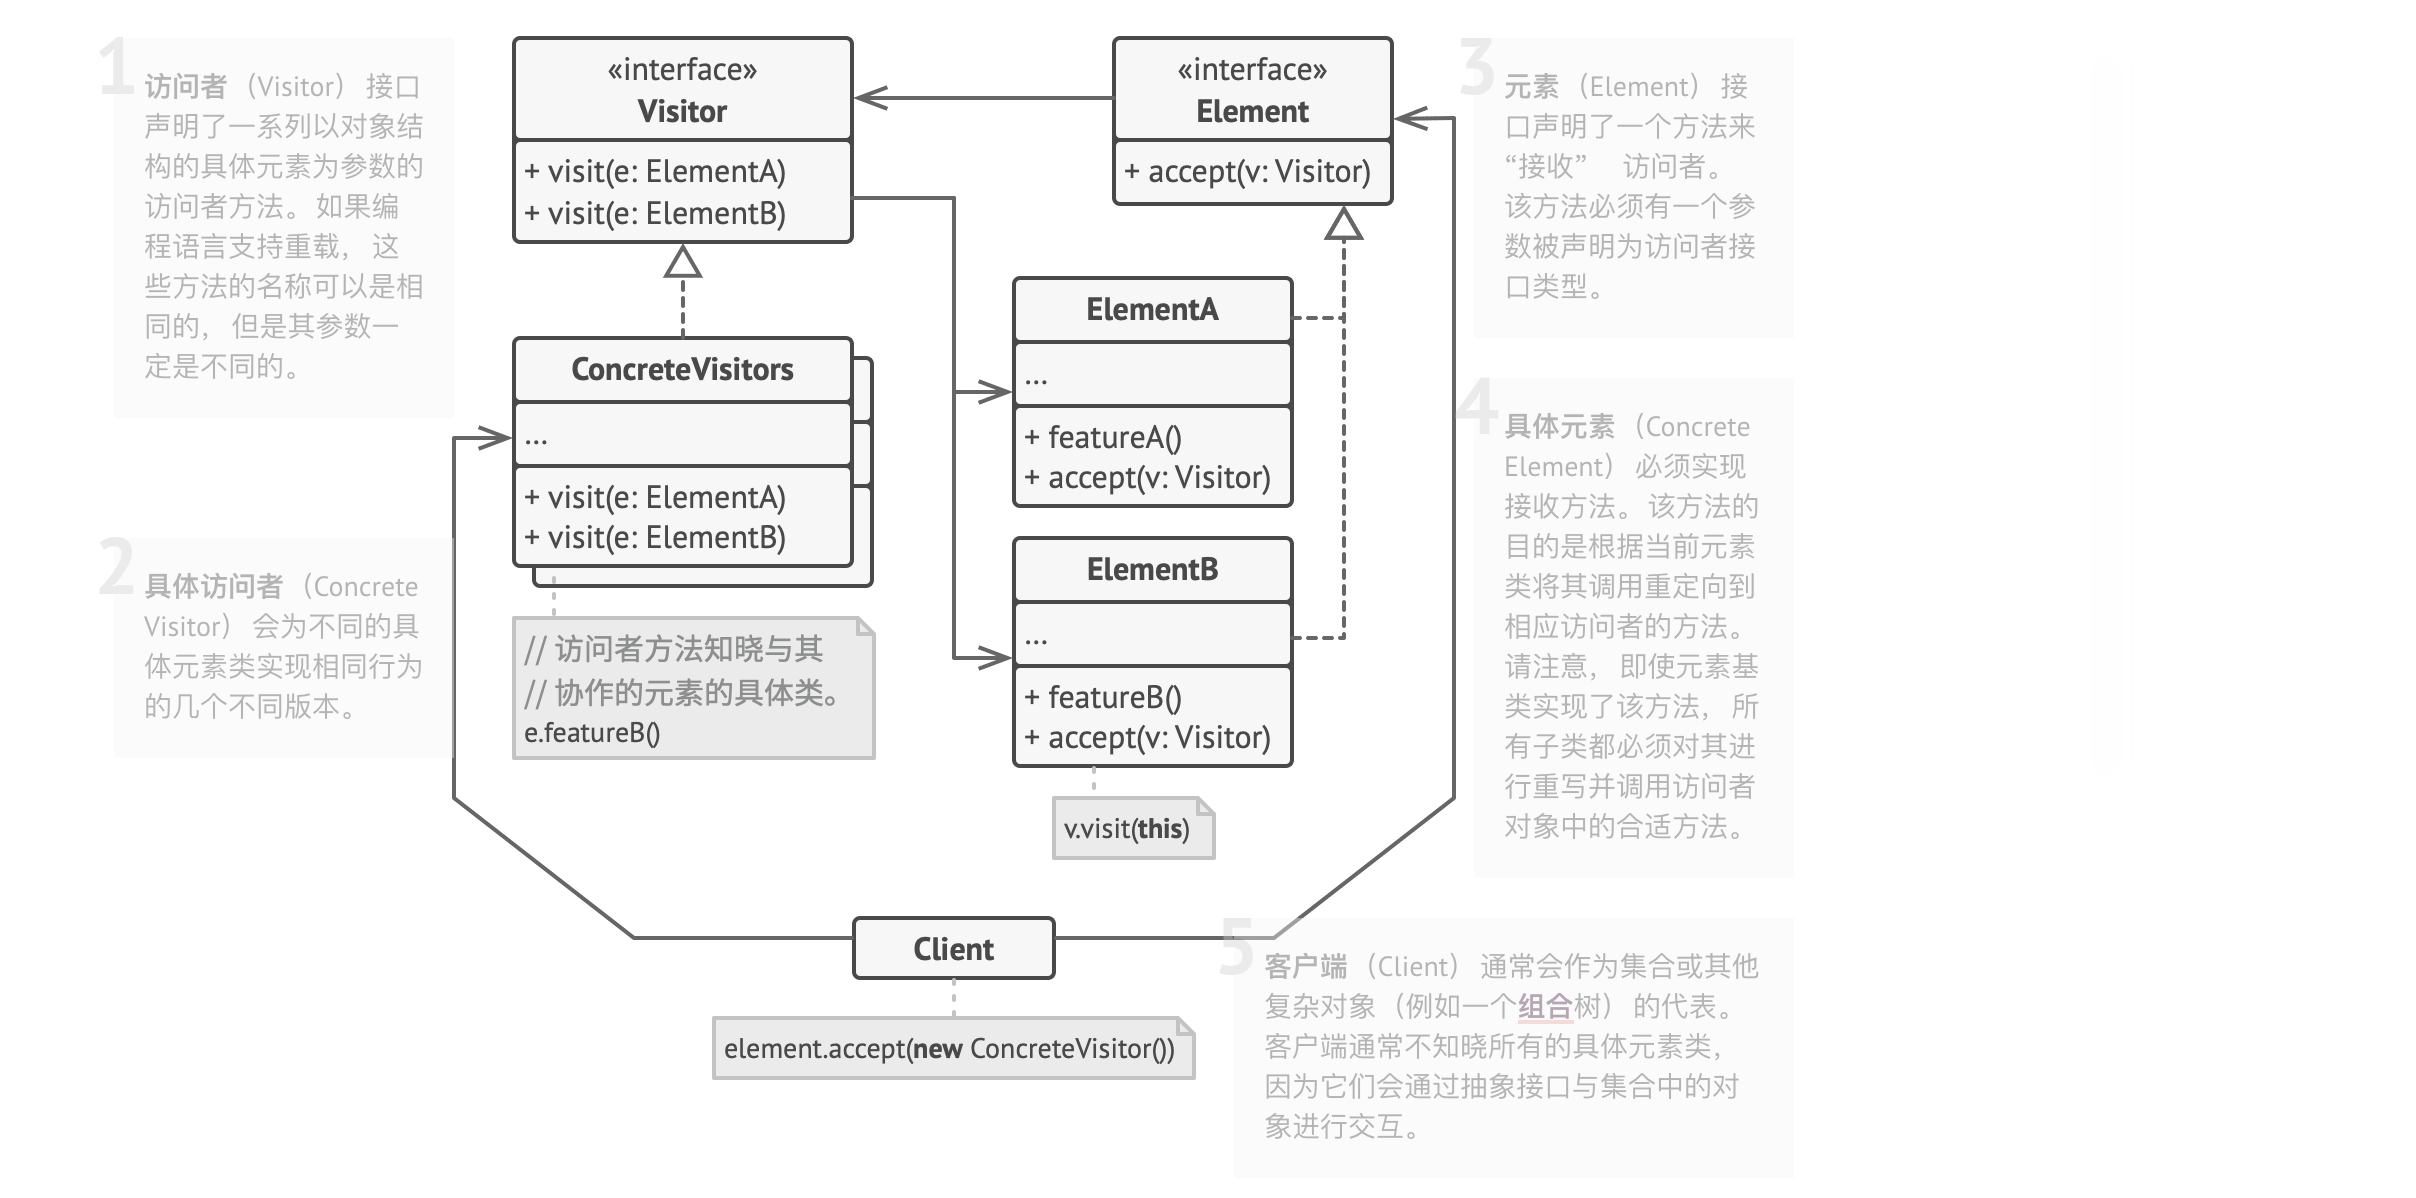 1
访问者（Visitor）接口
声明了一系列以对象结
构的具体元素为参数的
访问者方法。如果编
程语言支持重载，这
些方法的名称可以是相
同的，但是其参数一
定是不同的。
2
具体访问者（Concrete
Visitor）会为不同的具
体元素类实现相同行为
的几个不同版本。
«interface»
Visitor
+ visit(e: ElementA)
+ visit(e: ElementB)
ConcreteVisitors
...
+ visit(e: ElementA)
+ visit(e: ElementB)
// 访问者方法知晓与其
// 协作的元素的具体类。
e.featureB()
«interface»
Element
+ accept(v: Visitor)
ElementA
...
+ featureA()
+ accept(v: Visitor)
ElementB
...
+ featureB()
+ accept(v: Visitor)
v.visit(this)
Client
element.accept(new ConcreteVisitor())
3
元素（Element）接
口声明了一个方法来
“接收” 访问者。
该方法必须有一个参
数被声明为访问者接
口类型。
4
具体元素（Concrete
Element）必须实现
接收方法。该方法的
目的是根据当前元素
类将其调用重定向到
相应访问者的方法。
请注意，即使元素基
类实现了该方法，所
有子类都必须对其进
行重写并调用访问者
对象中的合适方法。
5
客户端（Client）通常会作为集合或其他
复杂对象（例如一个组合树）的代表。
客户端通常不知晓所有的具体元素类，
因为它们会通过抽象接口与集合中的对
象进行交互。